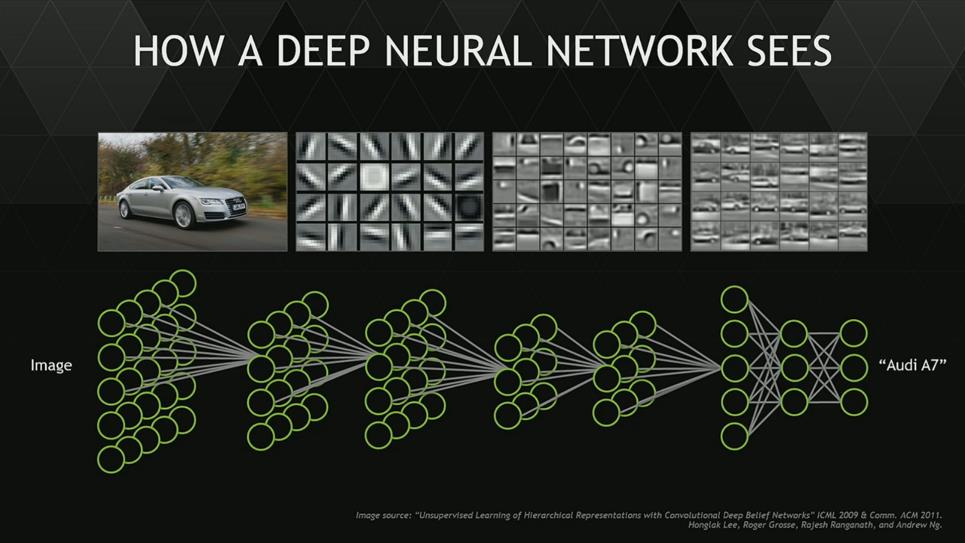 HOW A DEEP NEURAL NETWORK SEES
Image
“Audi A7”
Image source: “Unsupervised Learning of Hierarchical Representations with Convolutional Deep Belief Networks” ICML 2009 & Comm. ACM 2011.
Honglak Lee, Roger Grosse, Rajesh Ranganath, and Andrew Ng.